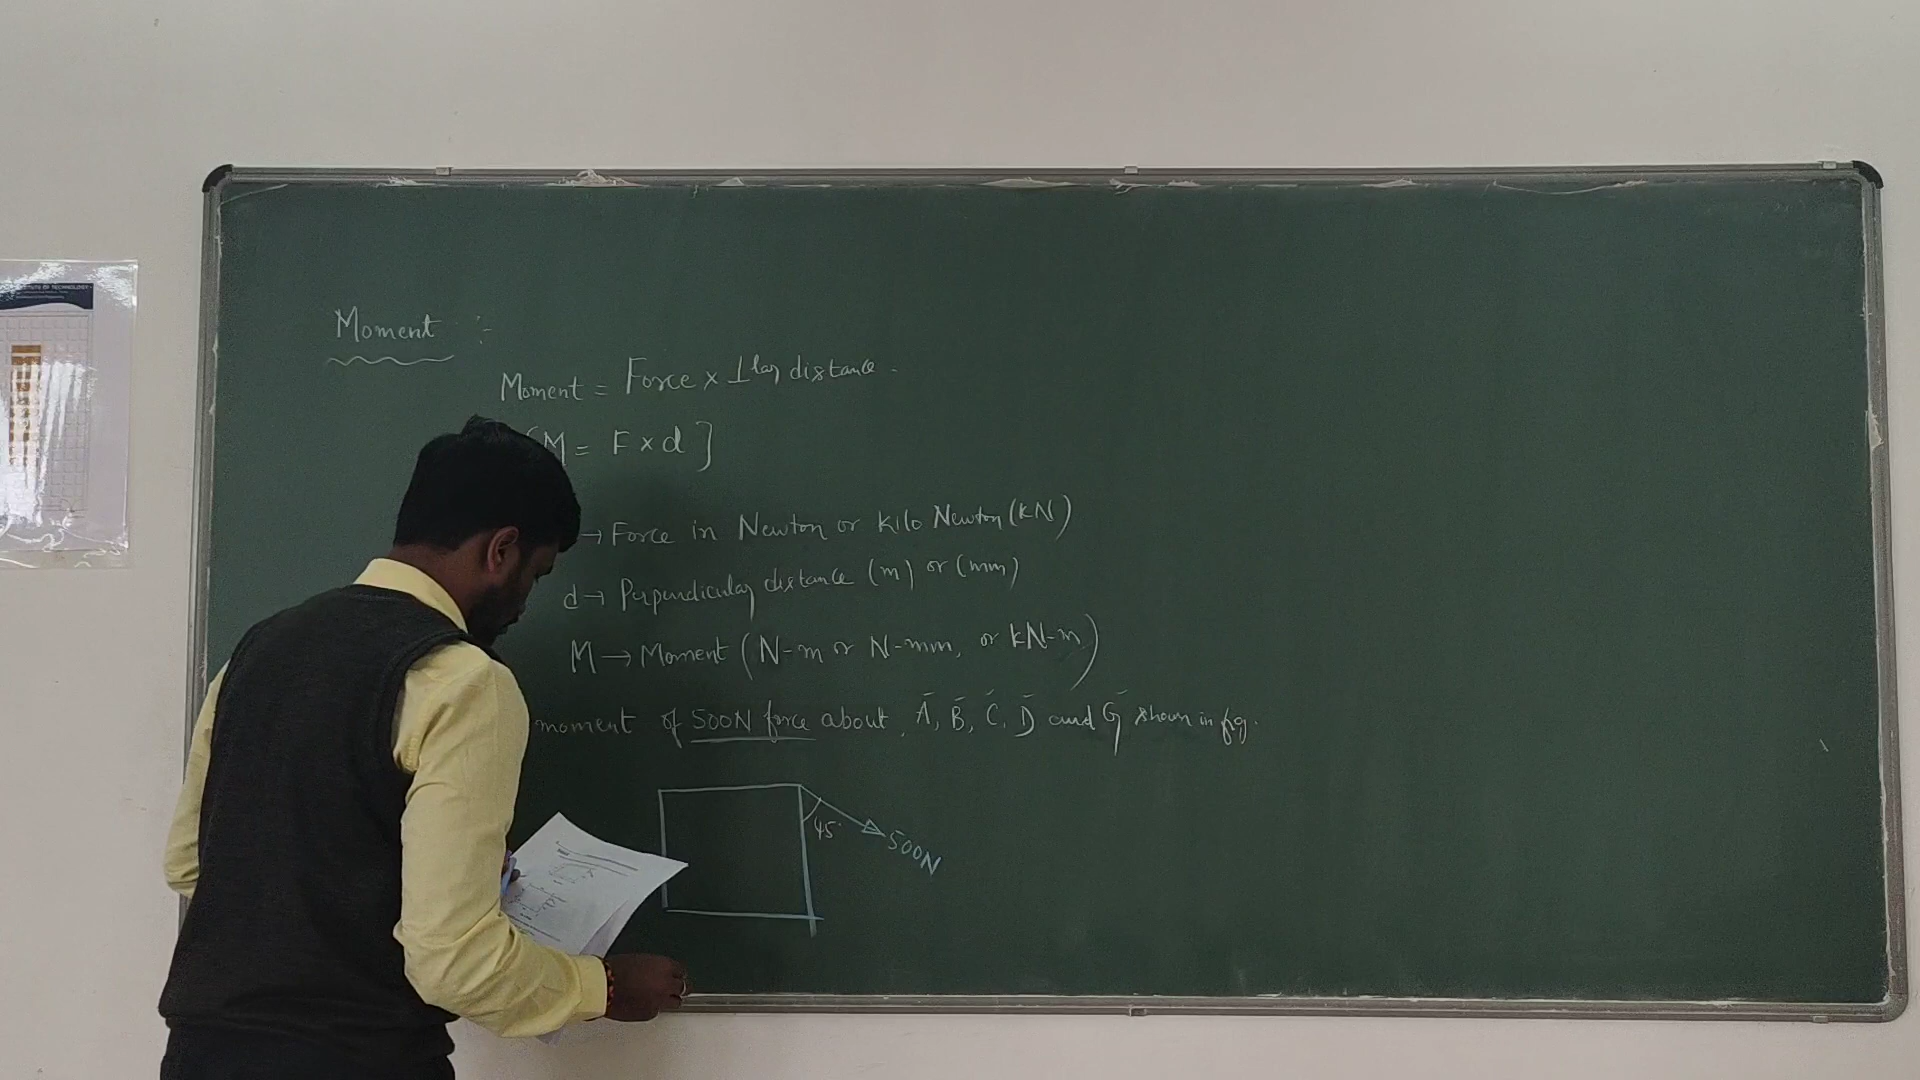 Moment :-
Moment = Force × ⊥lar distance.
M = F × d ]
→ Force in Newton or kilo Newton (kN)
d → Perpendicular distance (m) or (mm)
M → Moment (N-m or N-mm, or kN-m)
moment of 500N force about A, B, C, D and G shown in fig.
45°
500N